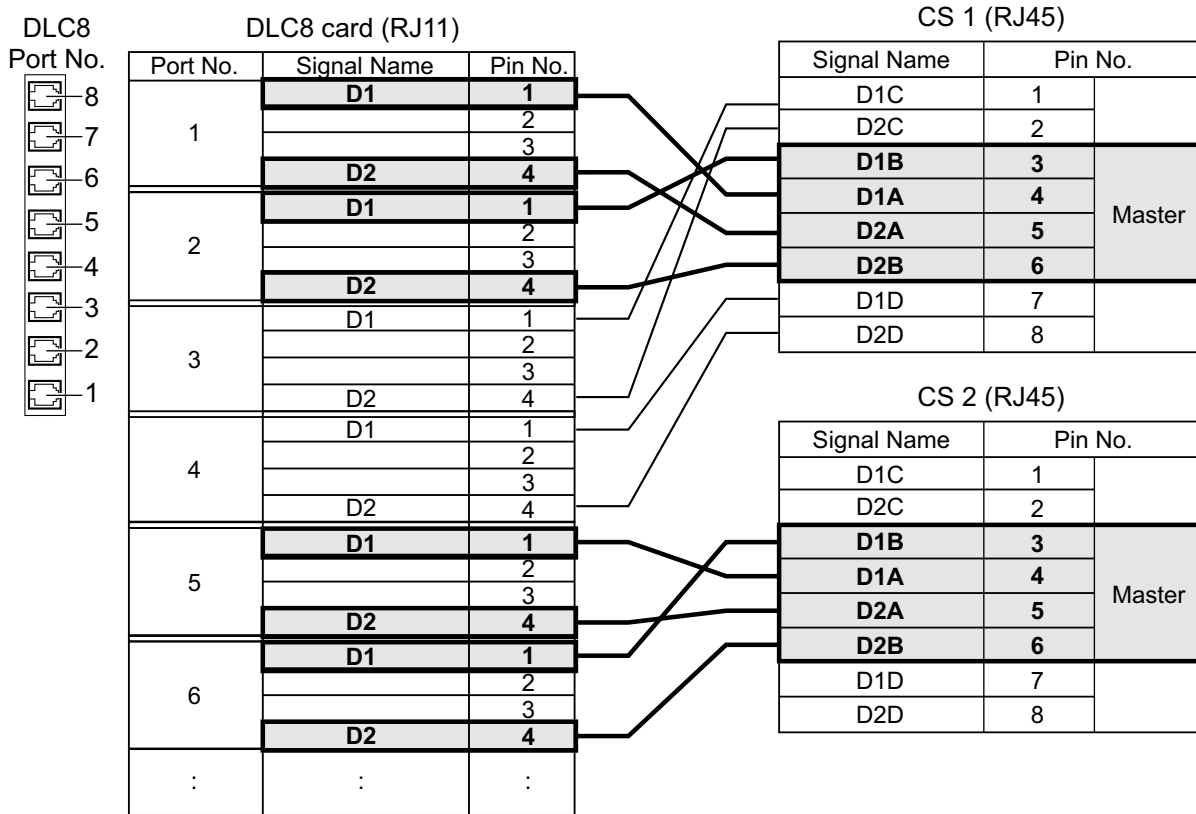 DLC8
Port No.
8
7
6
5
4
3
2
1
DLC8 card (RJ11)
Port No. Signal Name Pin No.
1 D1 1
2
3
D2 4
2 D1 1
2
3
D2 4
3 D1 1
2
3
D2 4
4 D1 1
2
3
D2 4
5 D1 1
2
3
D2 4
6 D1 1
2
3
D2 4
: : :
CS 1 (RJ45)
Signal Name Pin No.
D1C 1
D2C 2
D1B 3
D1A 4
D2A 5
D2B 6
Master
D1D 7
D2D 8
CS 2 (RJ45)
Signal Name Pin No.
D1C 1
D2C 2
D1B 3
D1A 4
D2A 5
D2B 6
Master
D1D 7
D2D 8